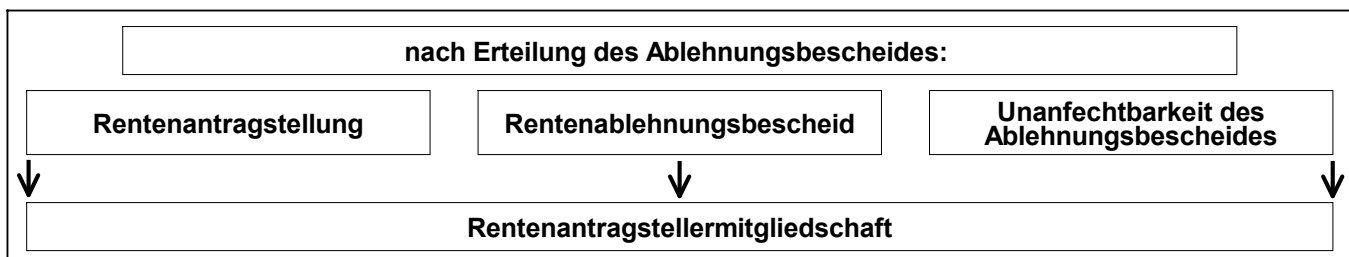 nach Erteilung des Ablehnungsbescheides:
Rentenantragstellung
Rentenablehnungsbescheid
Unanfechtbarkeit des
Ablehnungsbescheides
Rentenantragstellermitgliedschaft